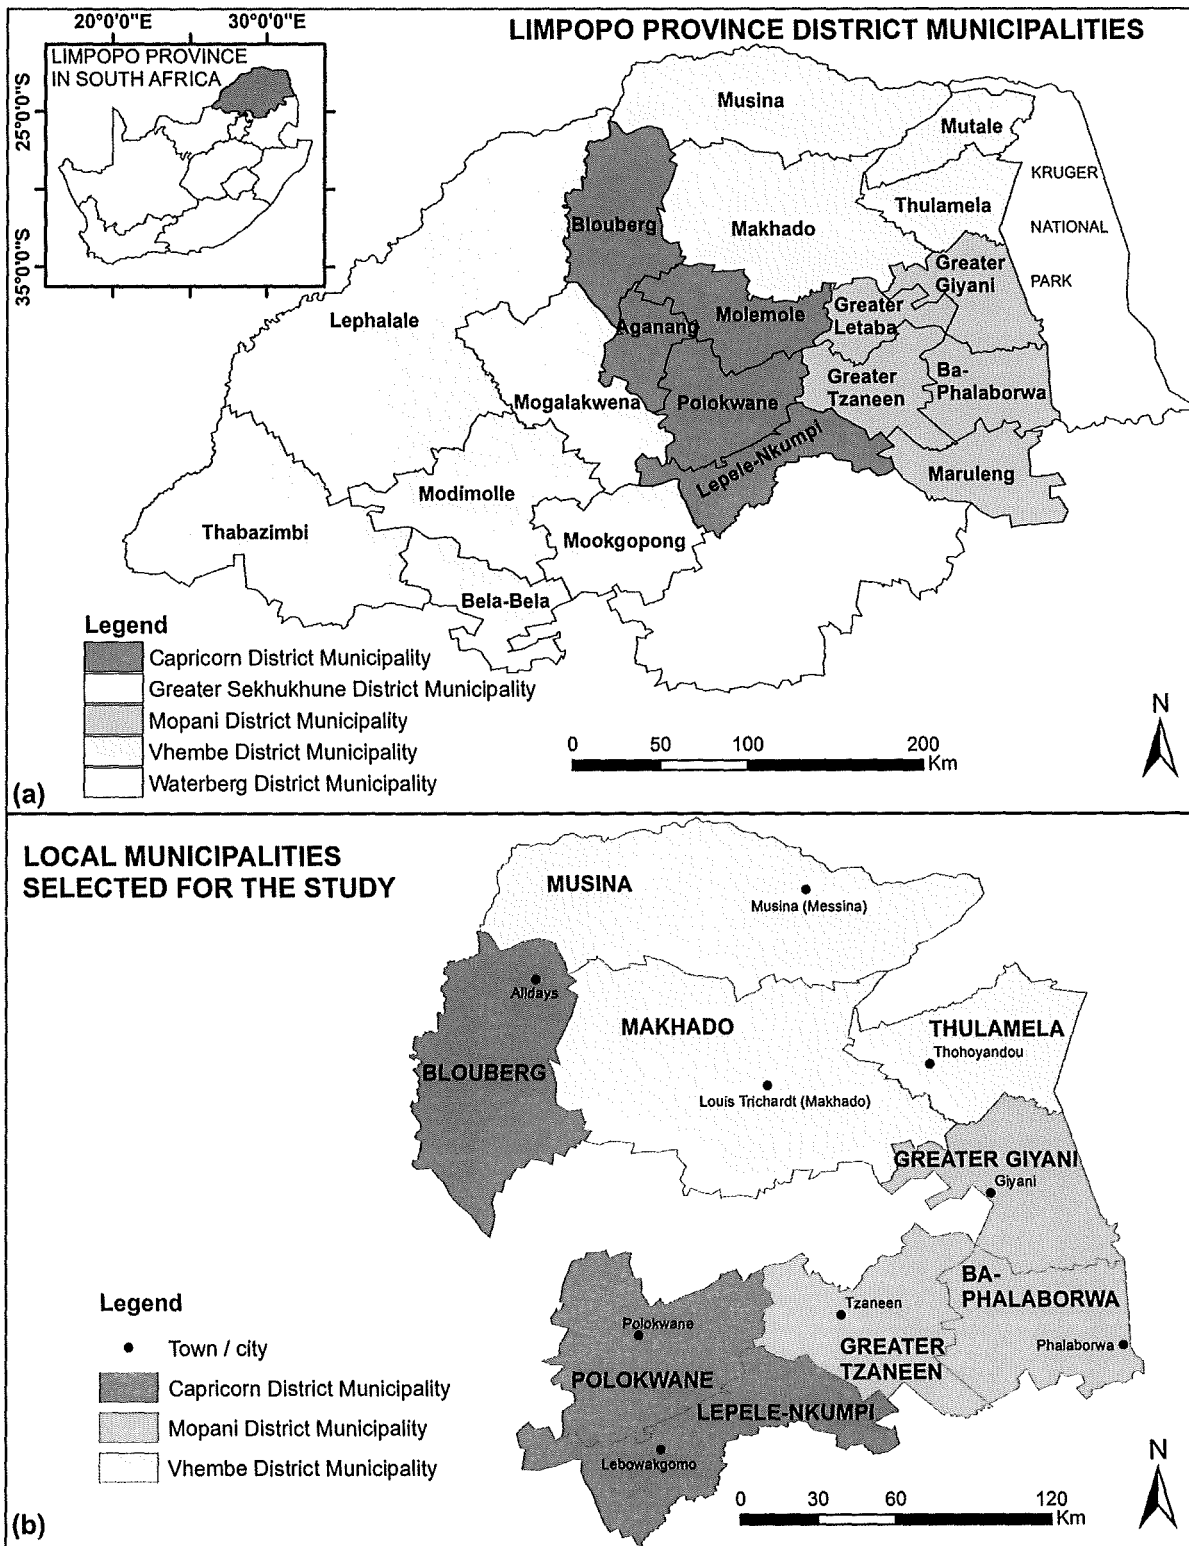 20°0'0"E
30°0'0"E
LIMPOPO PROVINCE
IN SOUTH AFRICA
25°0'0"S
35°0'0"S
LIMPOPO PROVINCE DISTRICT MUNICIPALITIES
Musina
Mutale
KRUGER
NATIONAL
PARK
Thulamela
Blouberg
Makhado
Greater
Giyani
Lephalale
Aganang
Molemole
Greater
Letaba
Mogalakwena
Polokwane
Greater
Tzaneen
Ba-
Phalaborwa
Lepele-Nkumpi
Maruleng
Modimolle
Thabazimbi
Mookgopong
Bela-Bela
Legend
Capricorn District Municipality
Greater Sekhukhune District Municipality
Mopani District Municipality
Vhembe District Municipality
Waterberg District Municipality
0 50 100 200
Km
N
(a)
LOCAL MUNICIPALITIES
SELECTED FOR THE STUDY
MUSINA
Musina (Messina)
Alldays
BLOUBERG
MAKHADO
Louis Trichardt (Makhado)
THULAMELA
Thohoyandou
GREATER GIYANI
Giyani
BA-
PHALABORWA
Phalaborwa
Tzaneen
GREATER
TZANEEN
Polokwane
POLOKWANE
LEPELE-NKUMPI
Lebowakgomo
Legend
Town / city
Capricorn District Municipality
Mopani District Municipality
Vhembe District Municipality
0 30 60 120
Km
N
(b)